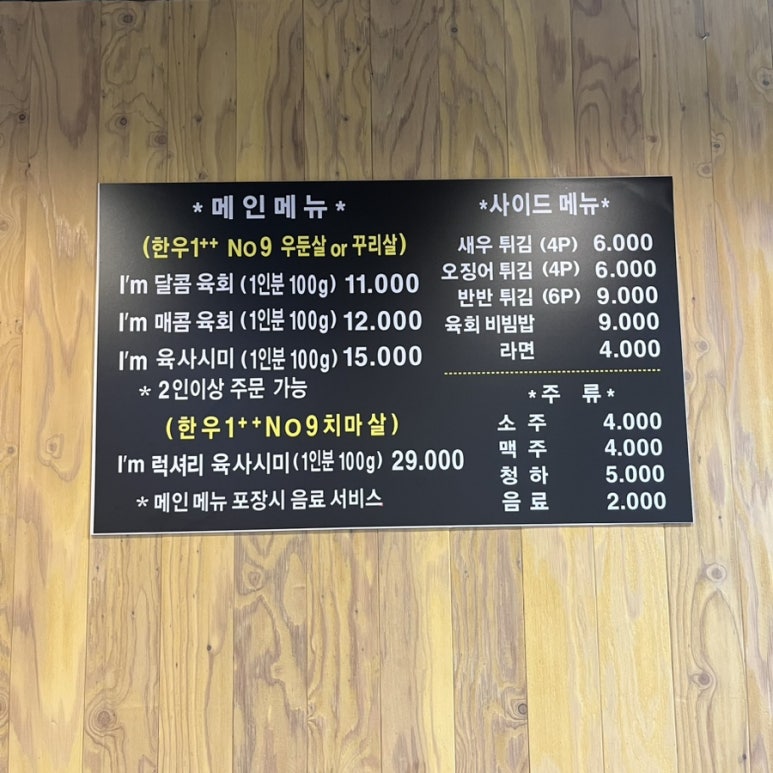 *메인메뉴*
(한우1++ NO9 우둔살 or 꾸리살)
I'm 달콤 육회 (1인분 100g) 11.000
I'm 매콤 육회 (1인분 100g) 12.000
I'm 육사시미 (1인분 100g) 15.000
* 2인이상 주문 가능
(한우1++NO9치마살)
I'm 럭셔리 육사시미(1인분 100g) 29.000
* 메인 메뉴 포장시 음료 서비스
*사이드 메뉴*
새우 튀김 (4P) 6.000
오징어 튀김 (4P) 6.000
반반 튀김 (6P) 9.000
육회 비빔밥 9.000
라면 4.000
*주 류*
소 주 4.000
맥 주 4.000
청 하 5.000
음 료 2.000